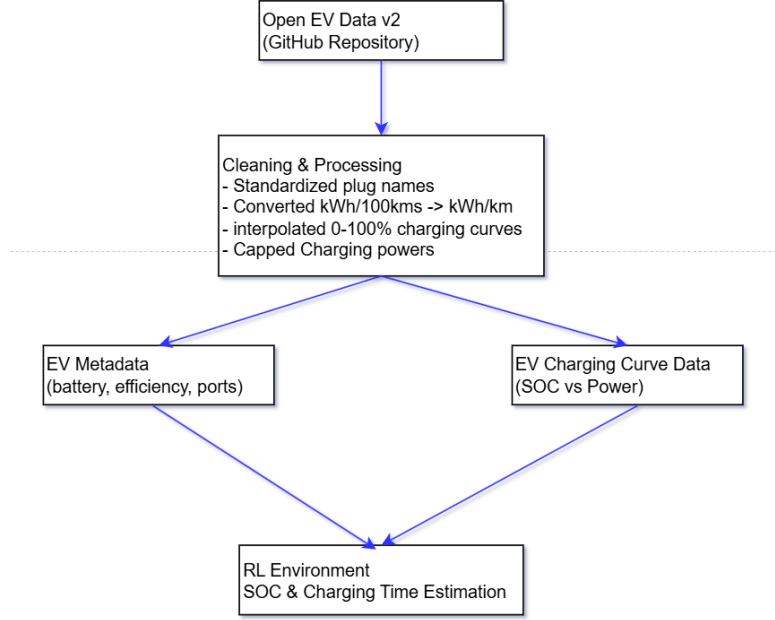 Open EV Data v2
(GitHub Repository)
Cleaning & Processing
- Standardized plug names
- Converted kWh/100kms -> kWh/km
- interpolated 0-100% charging curves
- Capped Charging powers
EV Metadata
(battery, efficiency, ports)
EV Charging Curve Data
(SOC vs Power)
RL Environment
SOC & Charging Time Estimation